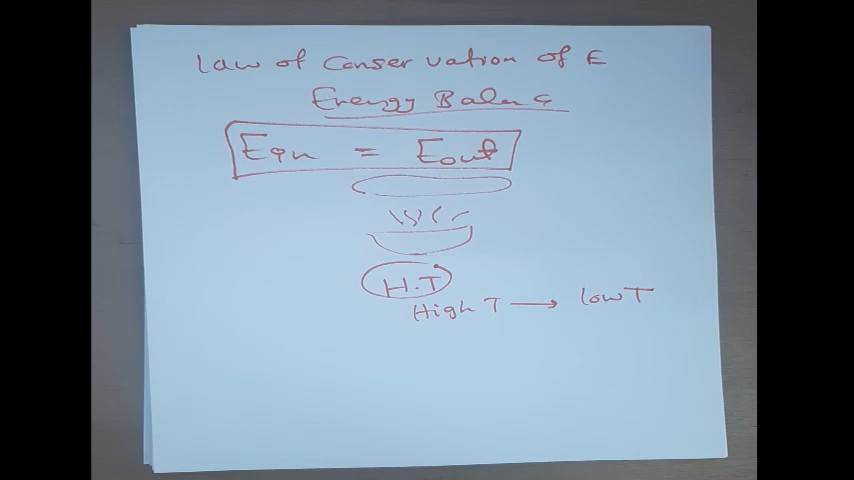 Law of Conservation of E
Energy Balance
Ein = Eout
H.T
High T → low T